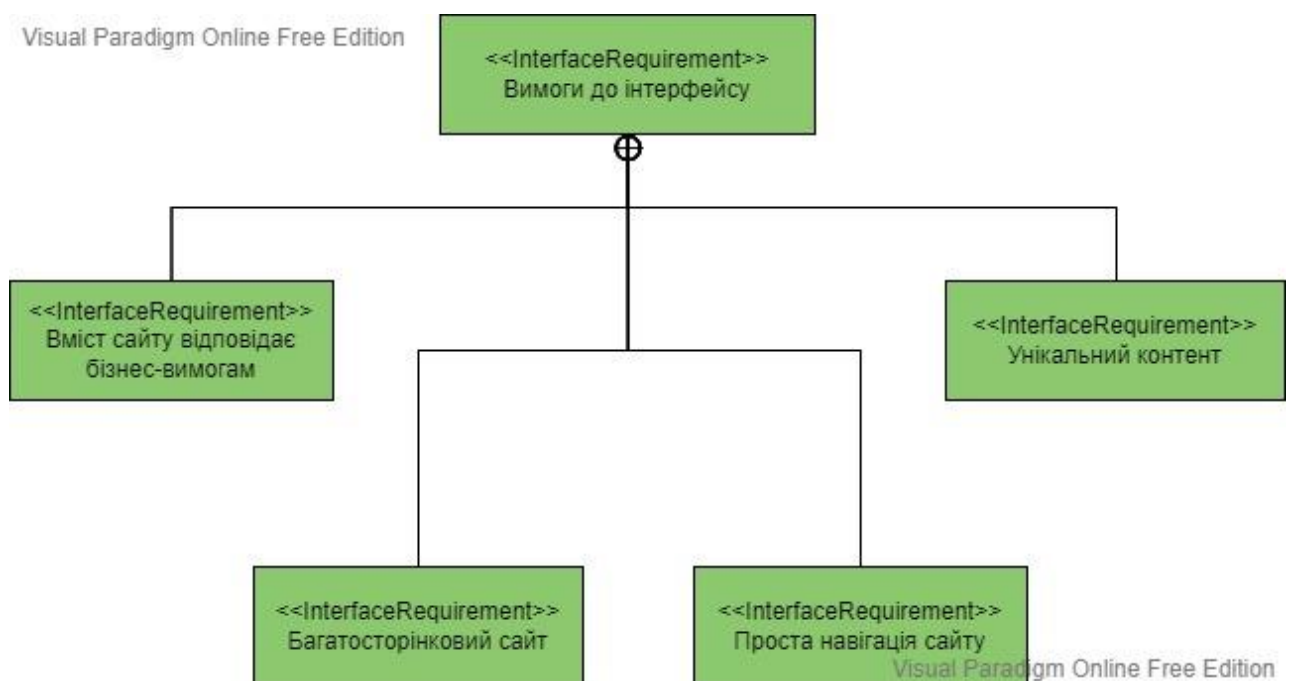 Visual Paradigm Online Free Edition
<<InterfaceRequirement>>
Вимоги до інтерфейсу
<<InterfaceRequirement>>
Вміст сайту відповідає
бізнес-вимогам
<<InterfaceRequirement>>
Унікальний контент
<<InterfaceRequirement>>
Багатосторінковий сайт
<<InterfaceRequirement>>
Проста навігація сайту
Visual Paradigm Online Free Edition